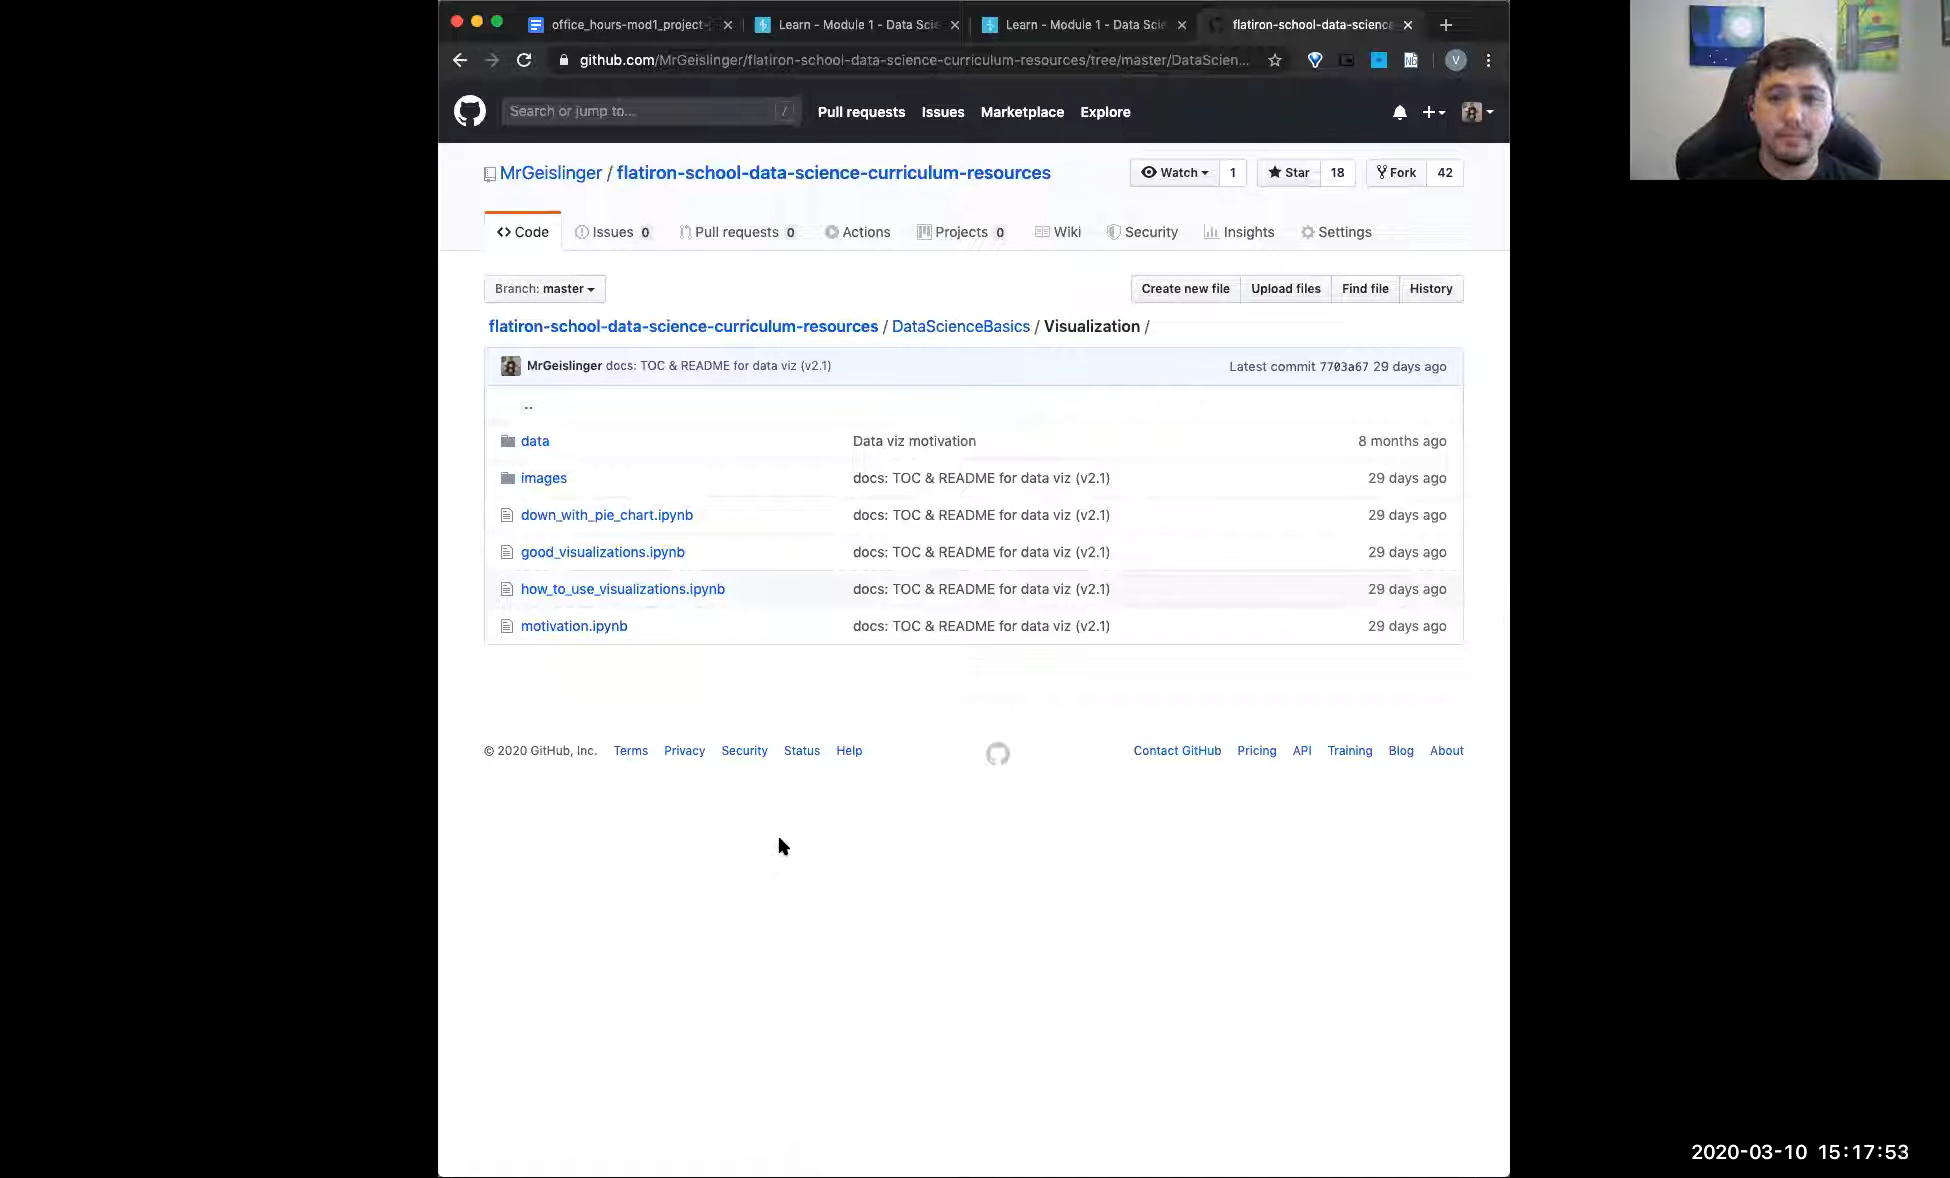 office_hours-mod1_project-
Learn - Module 1 - Data Scie
Learn - Module 1 - Data Scie
flatiron-school-data-science
github.com/MrGeislinger/flatiron-school-data-science-curriculum-resources/tree/master/DataScien...
V
Search or jump to...
/
Pull requests
Issues
Marketplace
Explore
MrGeislinger / flatiron-school-data-science-curriculum-resources
Watch 1
Star 18
Fork 42
Code
Issues 0
Pull requests 0
Actions
Projects 0
Wiki
Security
Insights
Settings
Branch: master
Create new file
Upload files
Find file
History
flatiron-school-data-science-curriculum-resources / DataScienceBasics / Visualization /
MrGeislinger docs: TOC & README for data viz (v2.1) Latest commit 7703a67 29 days ago
..
data Data viz motivation 8 months ago
images docs: TOC & README for data viz (v2.1) 29 days ago
down_with_pie_chart.ipynb docs: TOC & README for data viz (v2.1) 29 days ago
good_visualizations.ipynb docs: TOC & README for data viz (v2.1) 29 days ago
how_to_use_visualizations.ipynb docs: TOC & README for data viz (v2.1) 29 days ago
motivation.ipynb docs: TOC & README for data viz (v2.1) 29 days ago
© 2020 GitHub, Inc. Terms Privacy Security Status Help
Contact GitHub Pricing API Training Blog About
2020-03-10 15:17:53